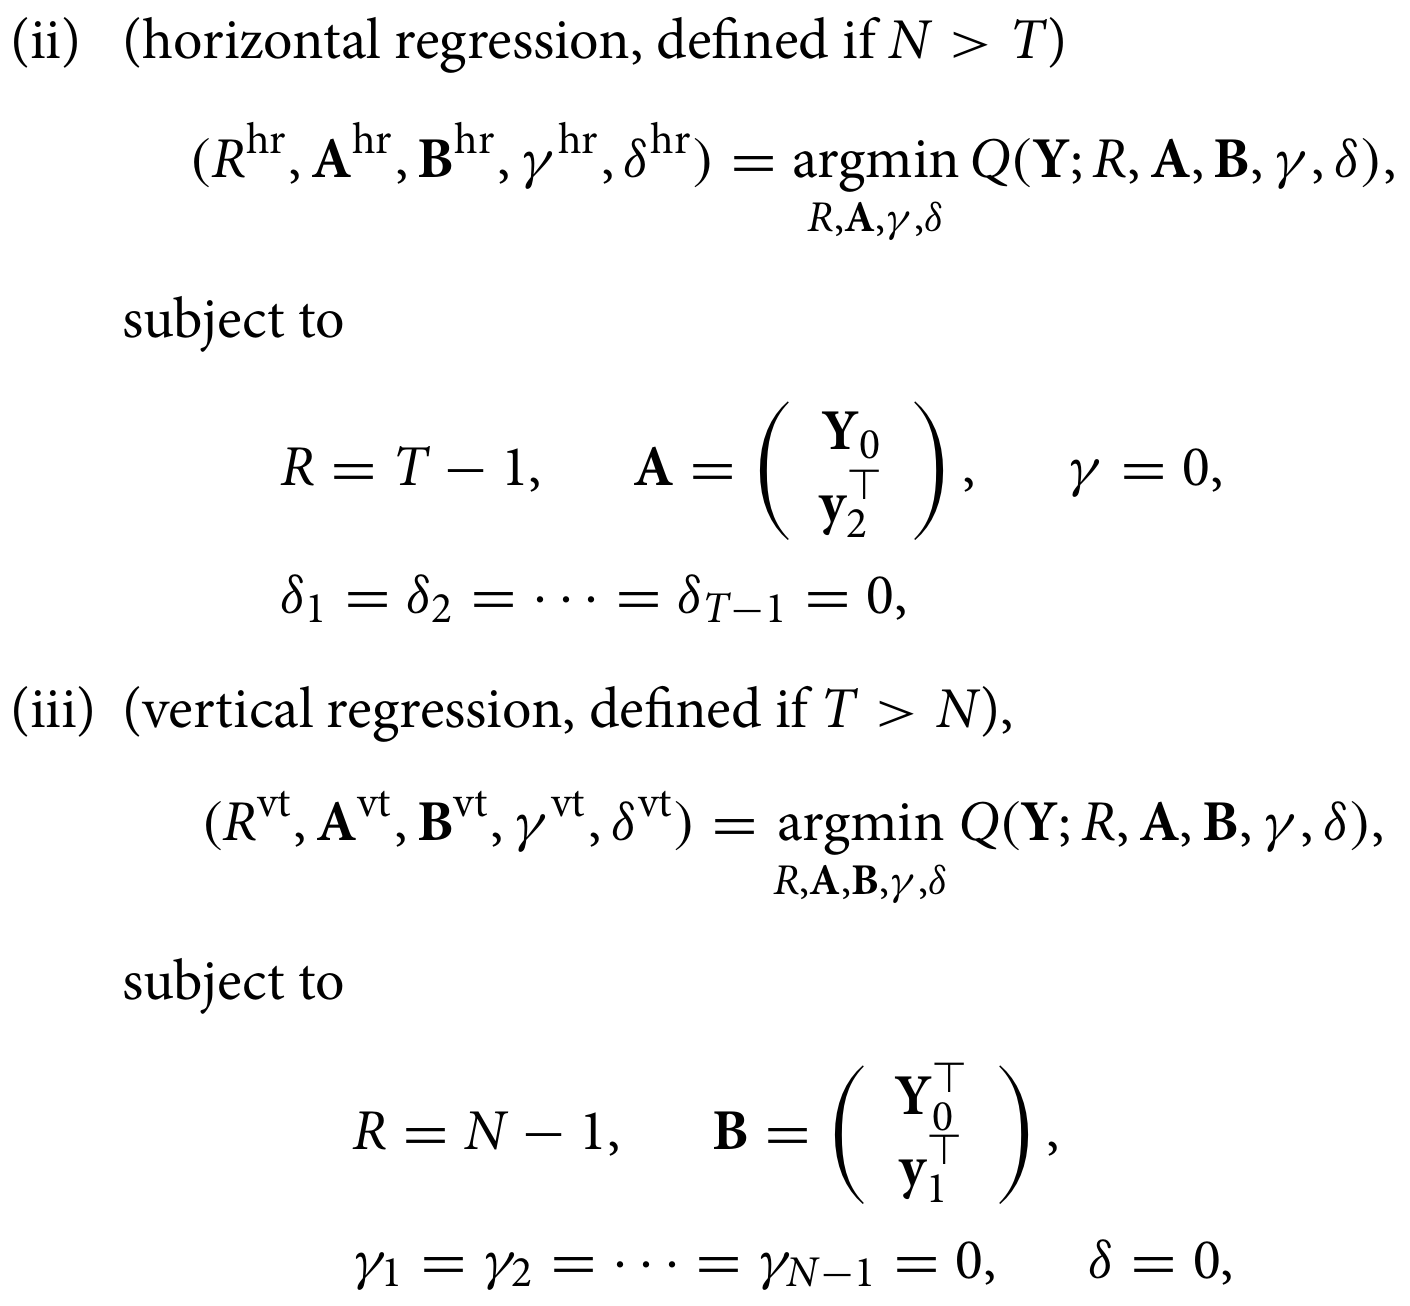 (ii) (horizontal regression, defined if N > T)
(R^hr, A^hr, B^hr, γ^hr, δ^hr) = argmin Q(Y; R, A, B, γ, δ),
R,A,γ,δ
subject to
R = T − 1, A = ( Y_0 y_2^⊤ ), γ = 0,
δ_1 = δ_2 = ⋯ = δ_{T−1} = 0,
(iii) (vertical regression, defined if T > N),
(R^vt, A^vt, B^vt, γ^vt, δ^vt) = argmin Q(Y; R, A, B, γ, δ),
R,A,B,γ,δ
subject to
R = N − 1, B = ( Y_0^⊤ y_1^⊤ ),
γ_1 = γ_2 = ⋯ = γ_{N−1} = 0, δ = 0,